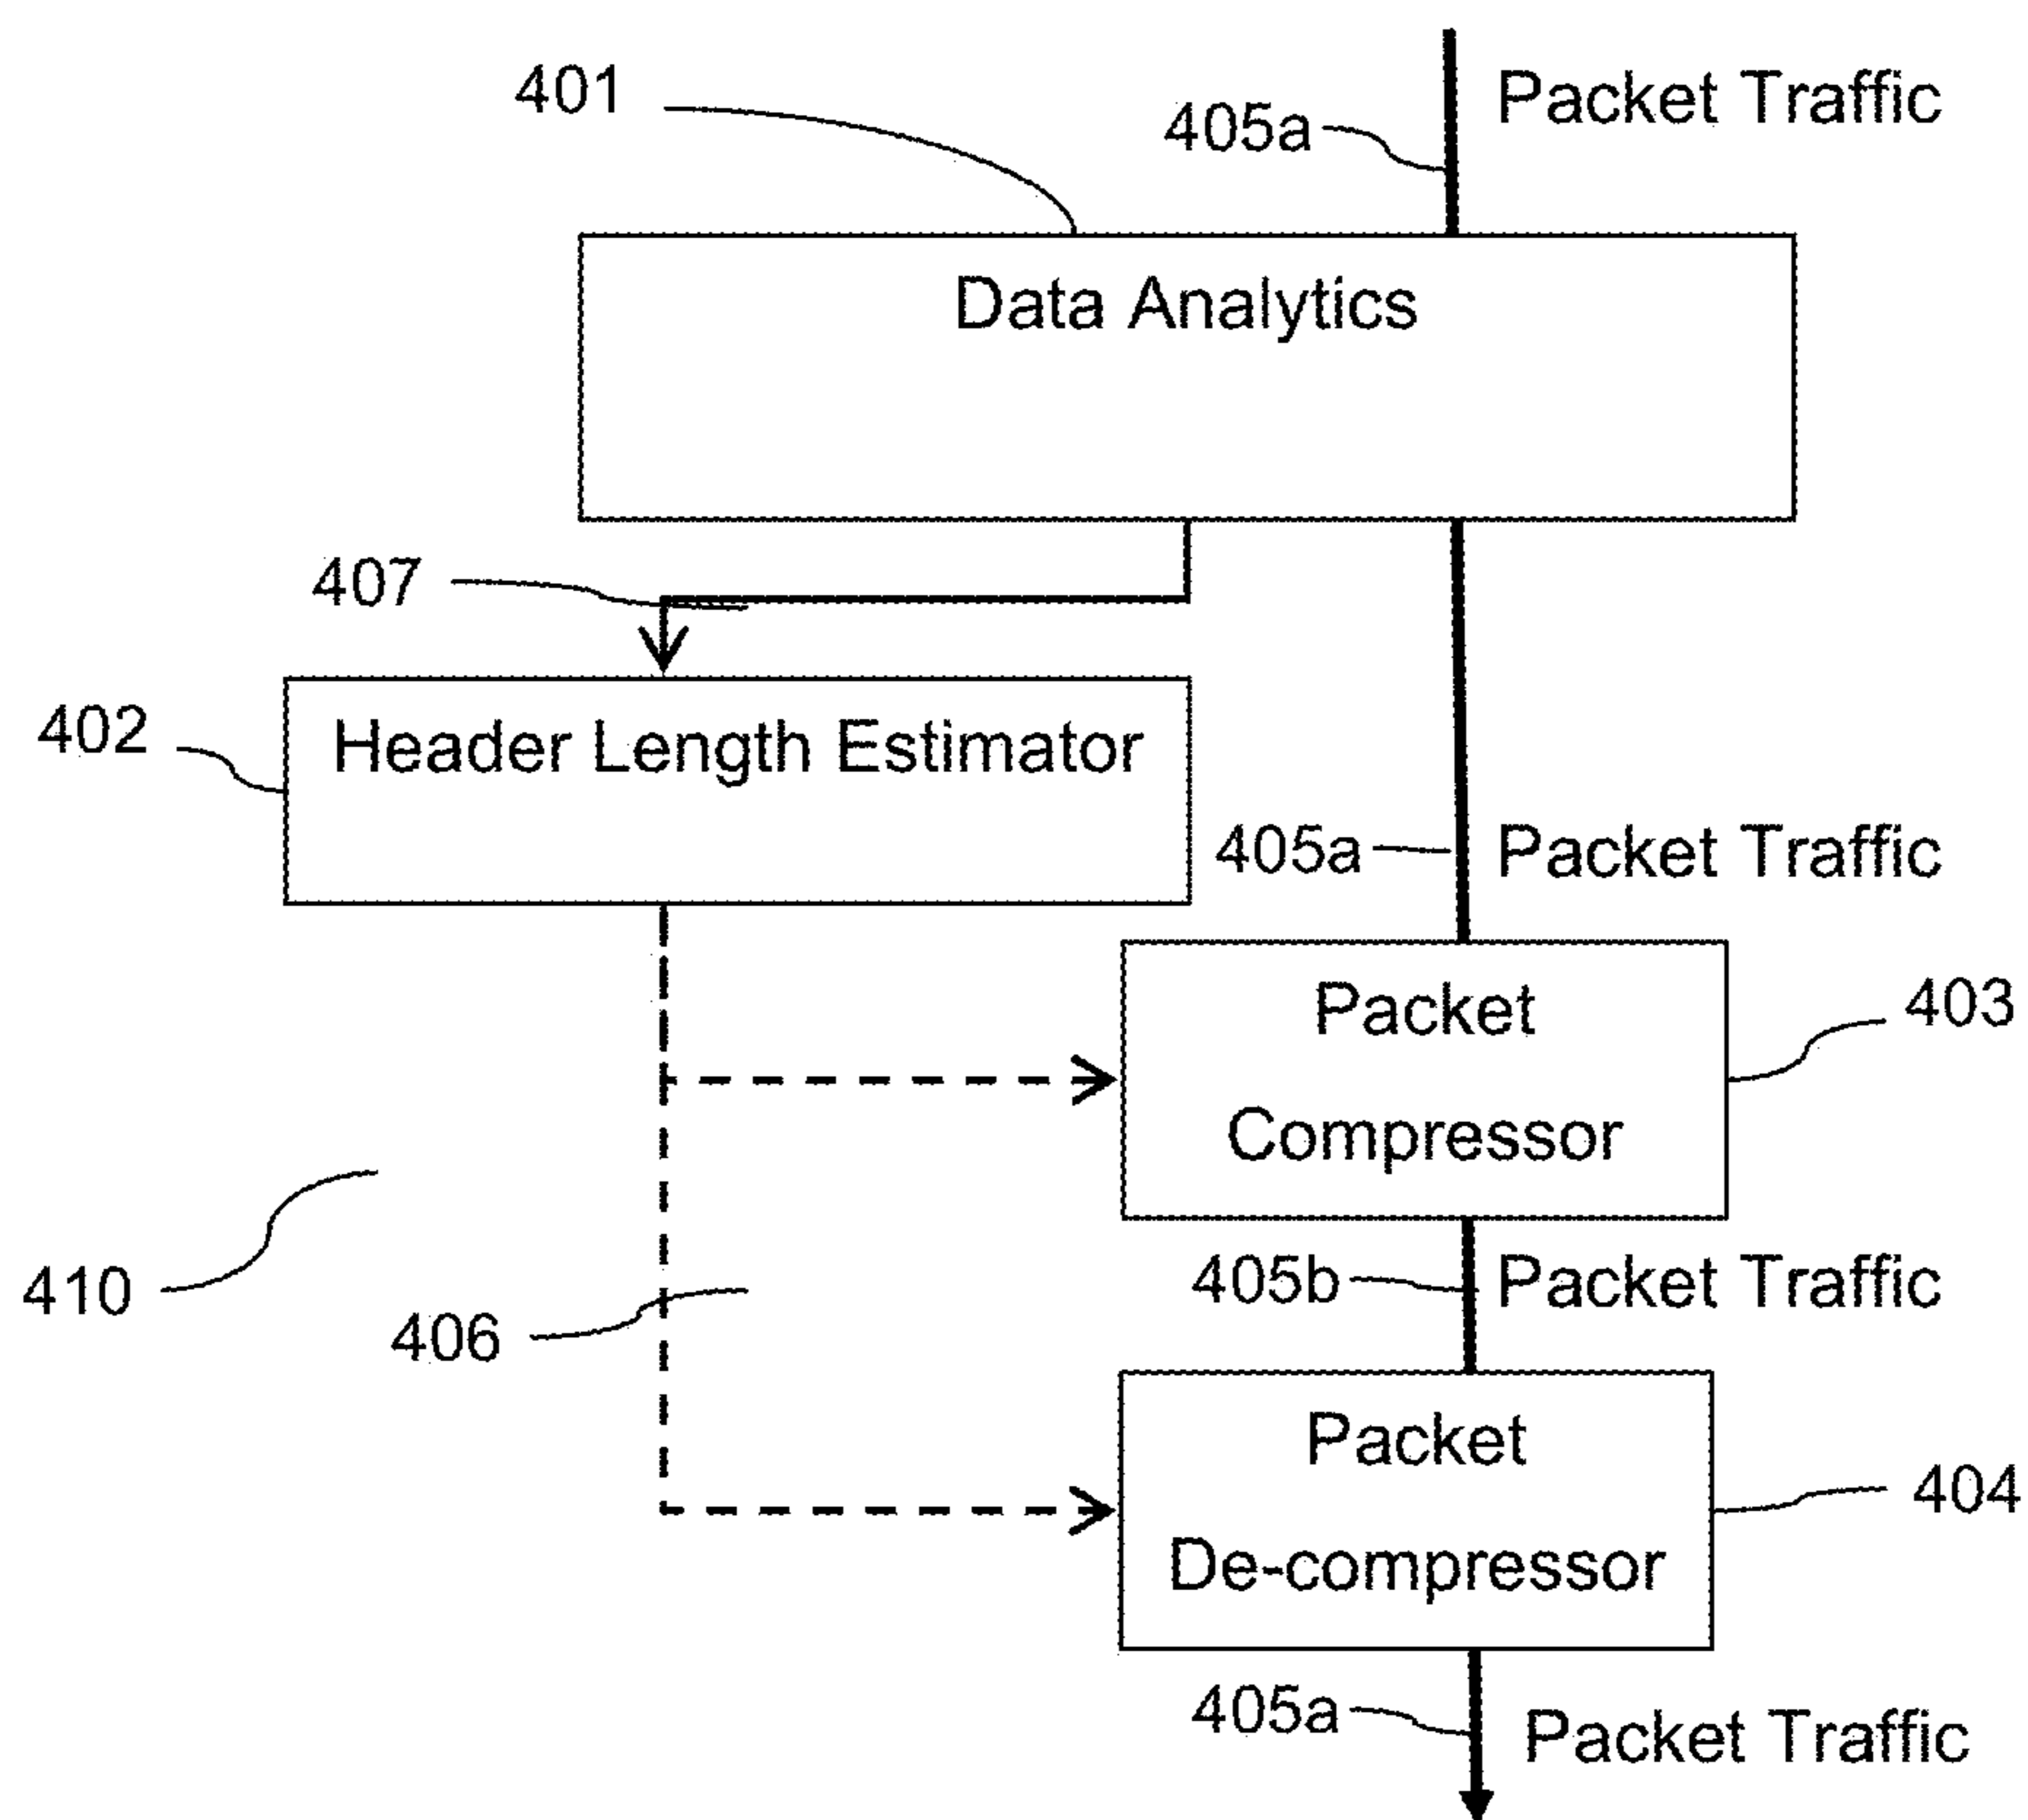 401
405a
Packet Traffic
Data Analytics
407
402
Header Length Estimator
405a
Packet Traffic
Packet
Compressor
403
410
406
405b
Packet Traffic
Packet
De-compressor
404
405a
Packet Traffic